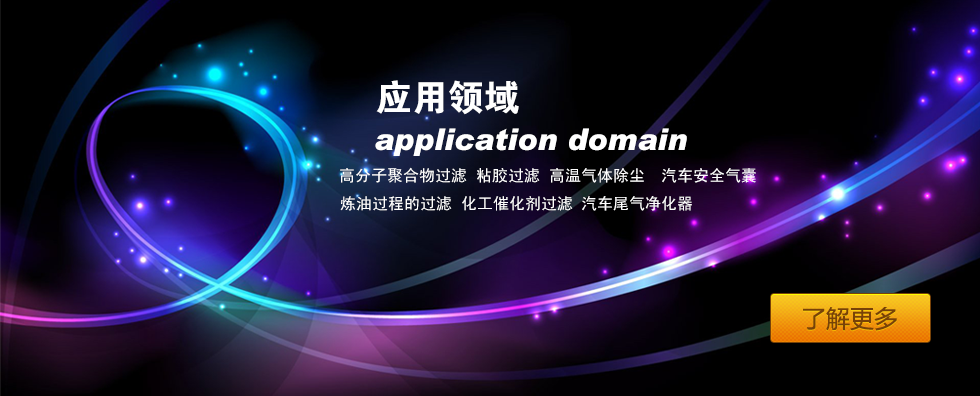 应用领域
application domain
高分子聚合物过滤 粘胶过滤 高温气体除尘 汽车安全气囊
炼油过程的过滤 化工催化剂过滤 汽车尾气净化器
了解更多